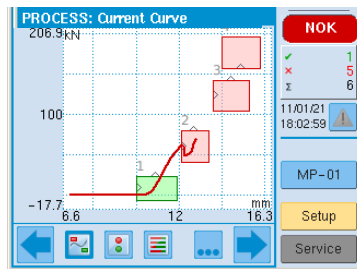 PROCESS: Current Curve
NOK
206.9 kN
✓ 1
× 5
Σ 6
3
11/01/21
18:02:59
100
2
1
MP-01
-17.7
mm
6.6 12 16.3
Setup
Service
...